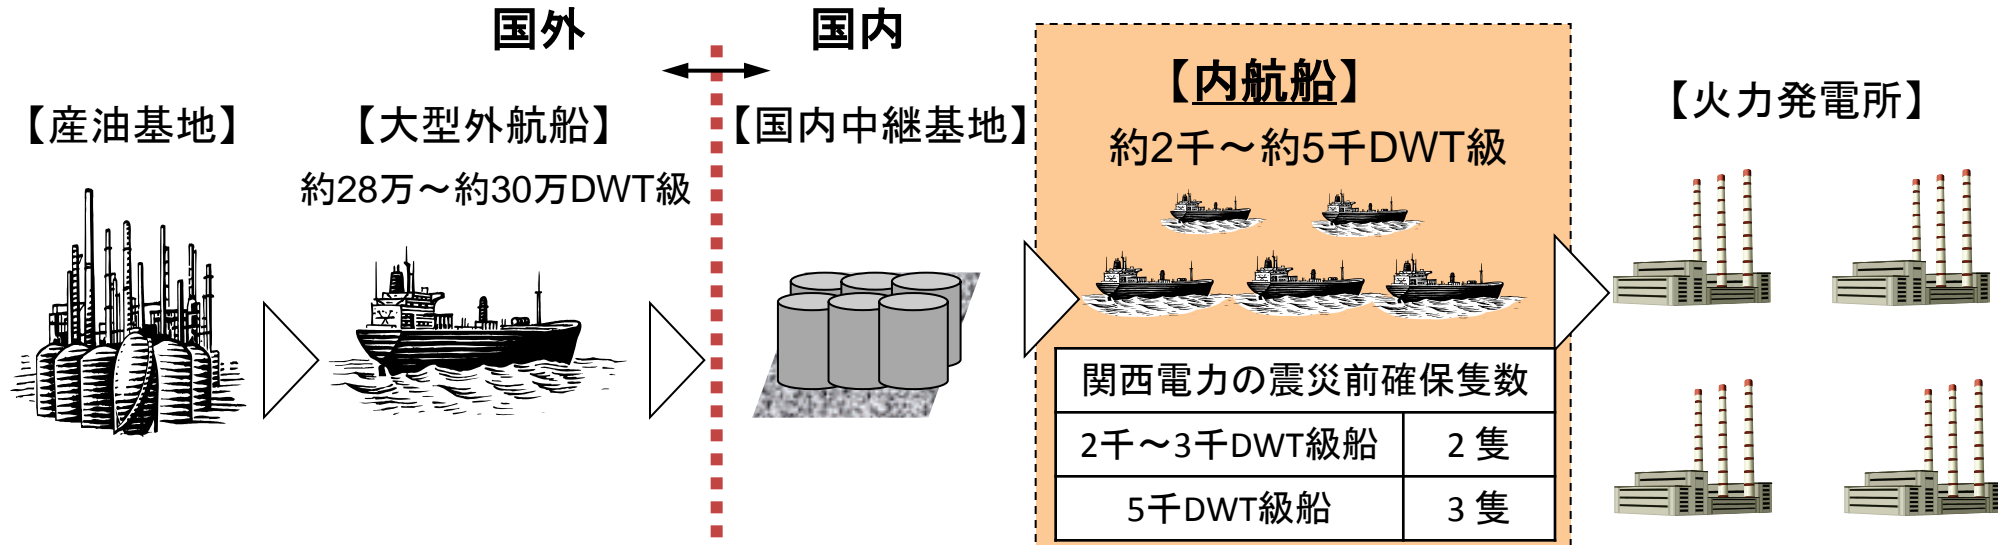 国外
国内
【産油基地】
【大型外航船】
約28万～約30万DWT級
【国内中継基地】
【内航船】
約2千～約5千DWT級
関西電力の震災前確保隻数
2千～3千DWT級船 2 隻
5千DWT級船 3 隻
【火力発電所】